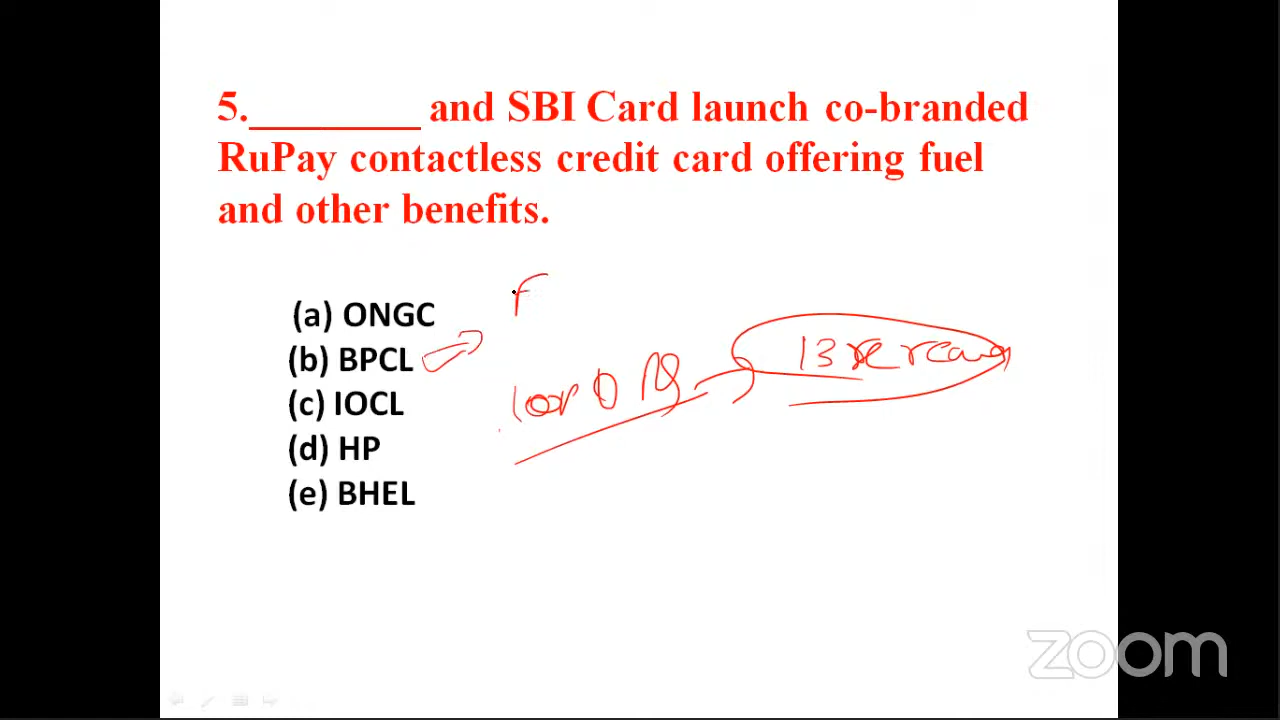 5.________ and SBI Card launch co-branded
RuPay contactless credit card offering fuel
and other benefits.
F
(a) ONGC
(b) BPCL
13
(c) IOCL
(d) HP
(e) BHEL
zoom